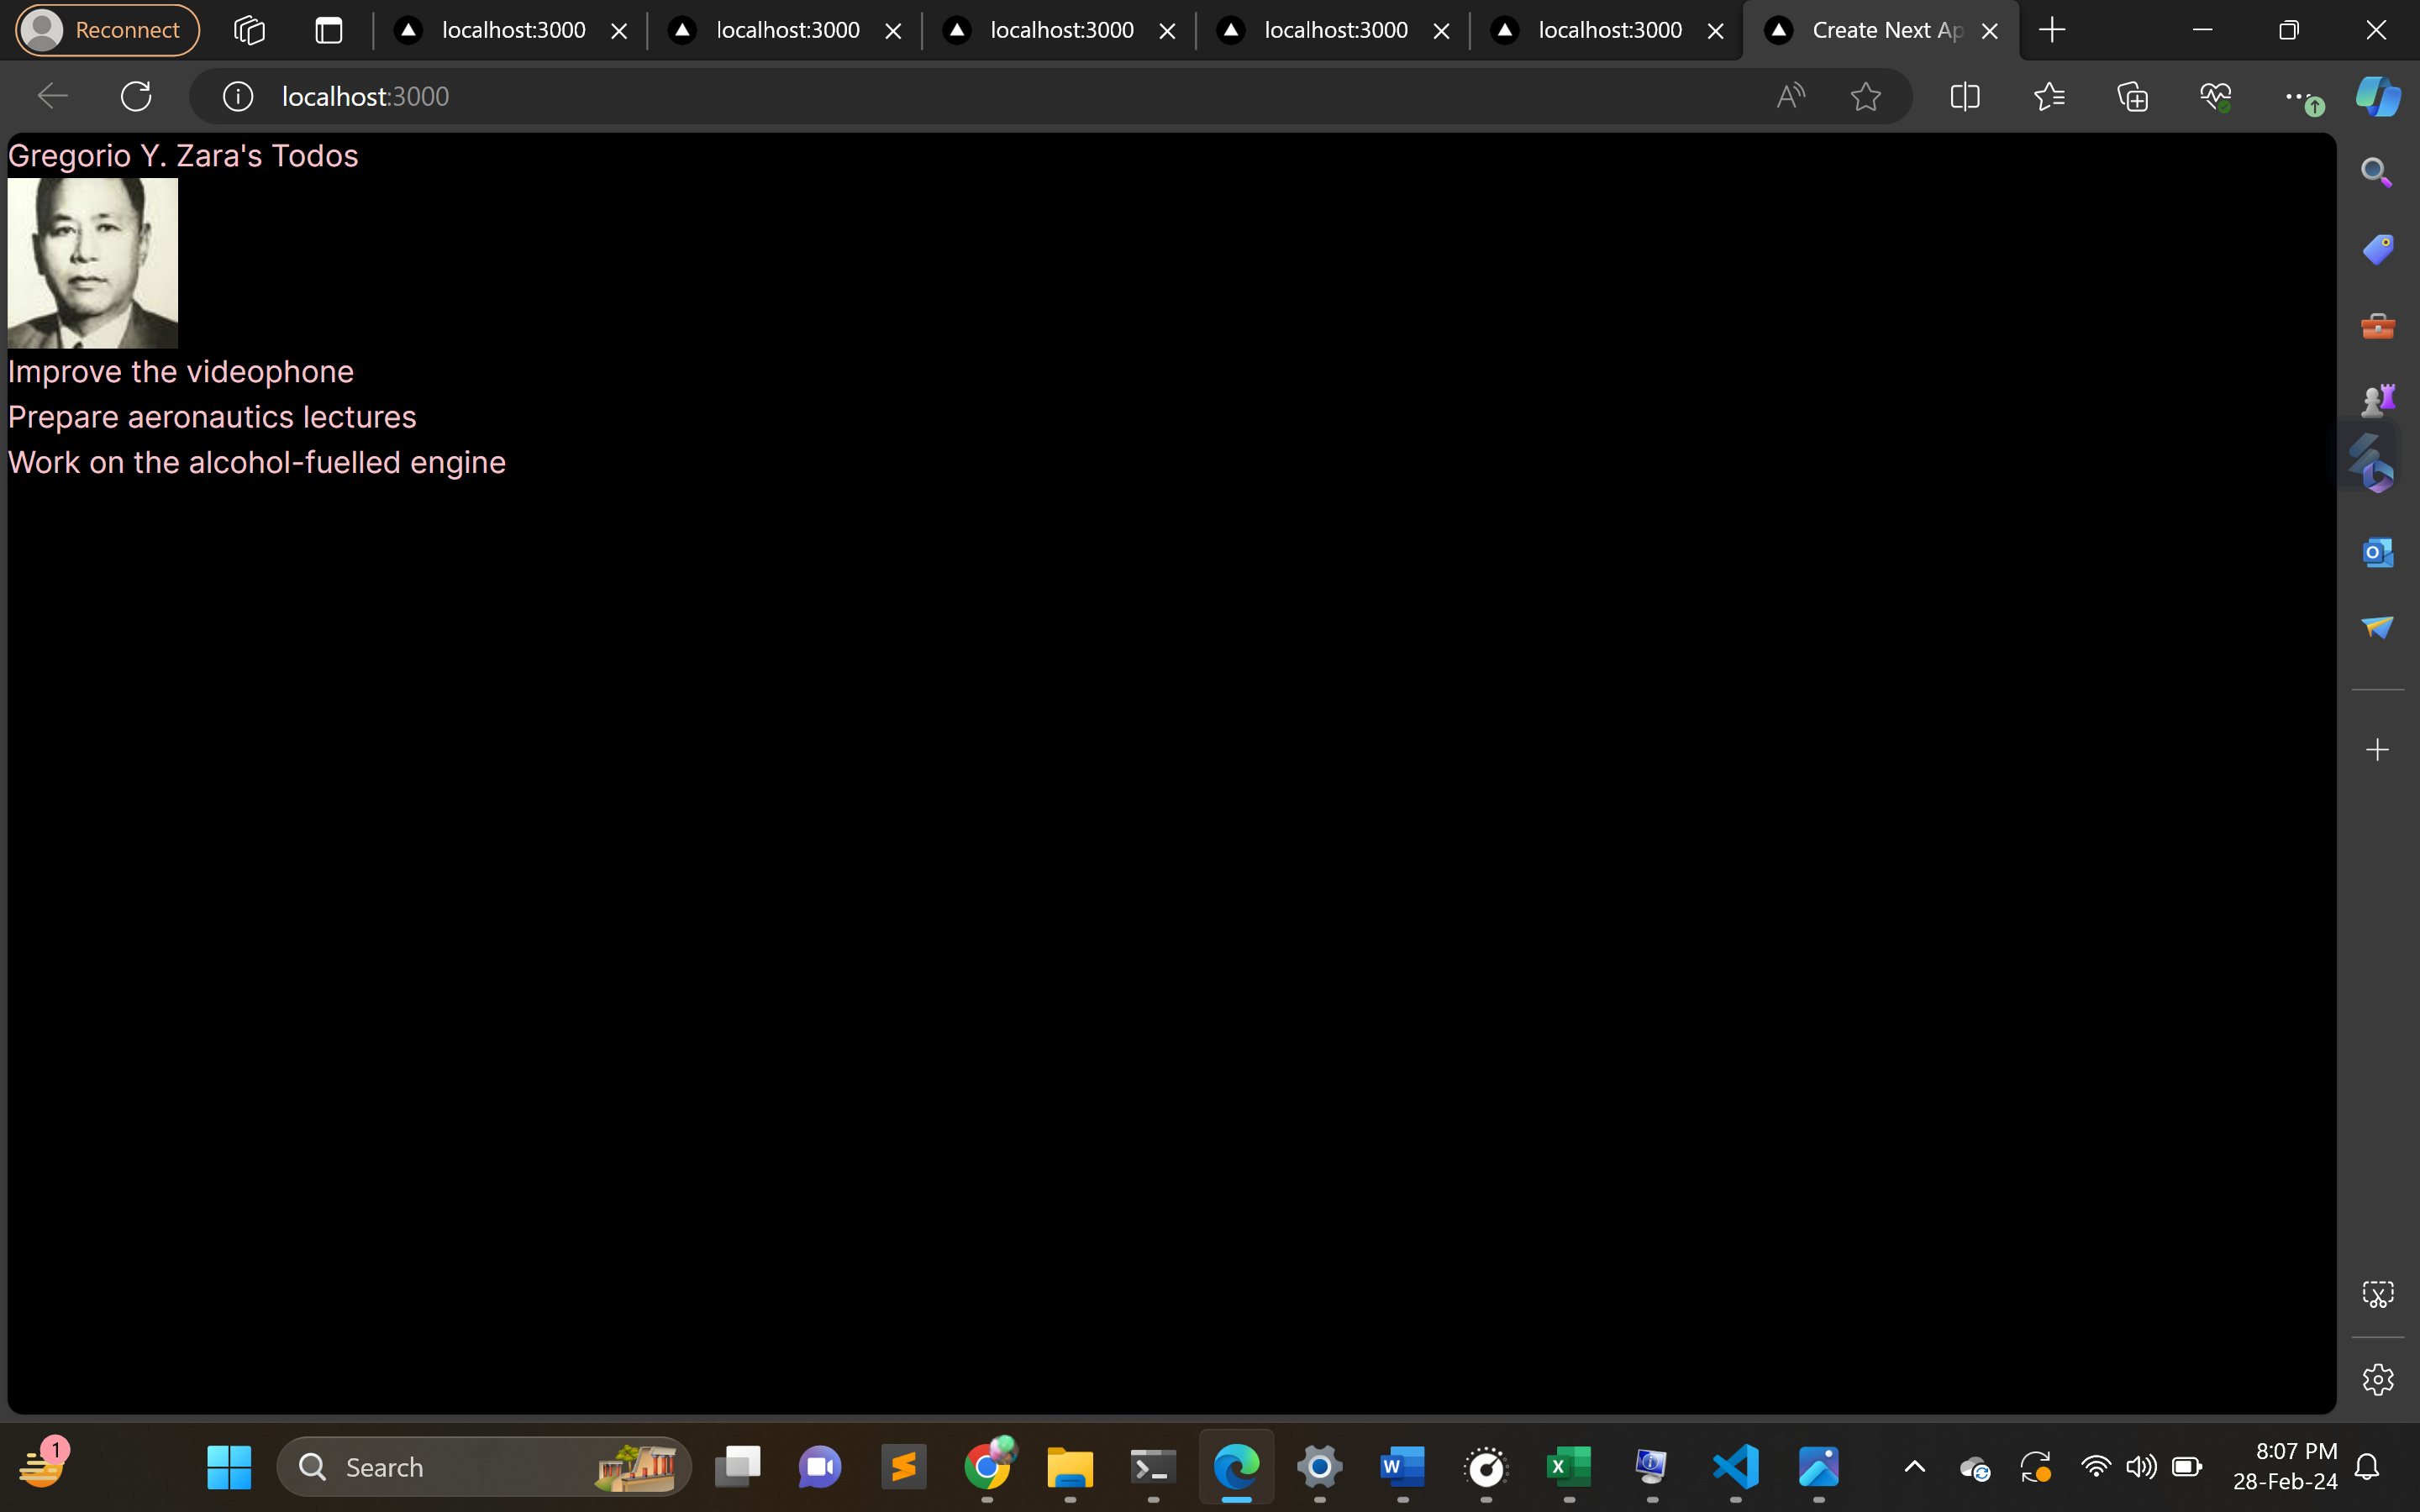 Reconnect
localhost:3000
localhost:3000
localhost:3000
localhost:3000
localhost:3000
Create Next Ap
localhost:3000
Gregorio Y. Zara's Todos
Improve the videophone
Prepare aeronautics lectures
Work on the alcohol-fuelled engine
1
Search
8:07 PM
28-Feb-24